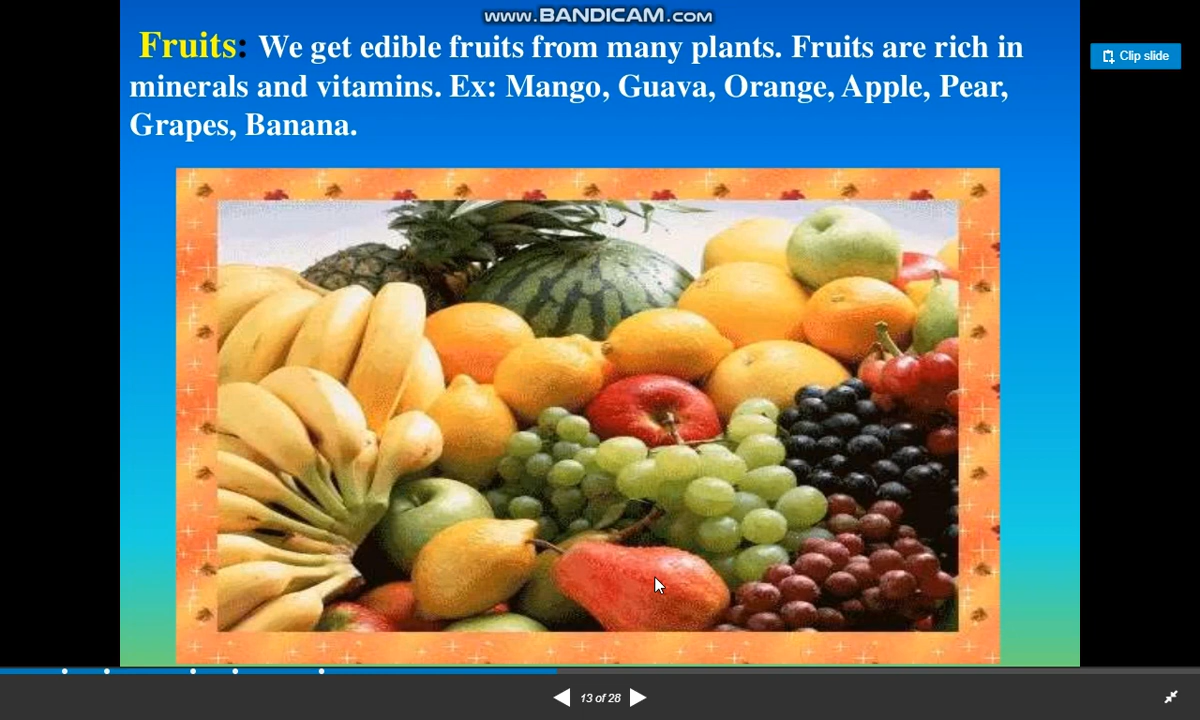 www.BANDICAM.com
Fruits: We get edible fruits from many plants. Fruits are rich in
minerals and vitamins. Ex: Mango, Guava, Orange, Apple, Pear,
Grapes, Banana.
Clip slide
13 of 28